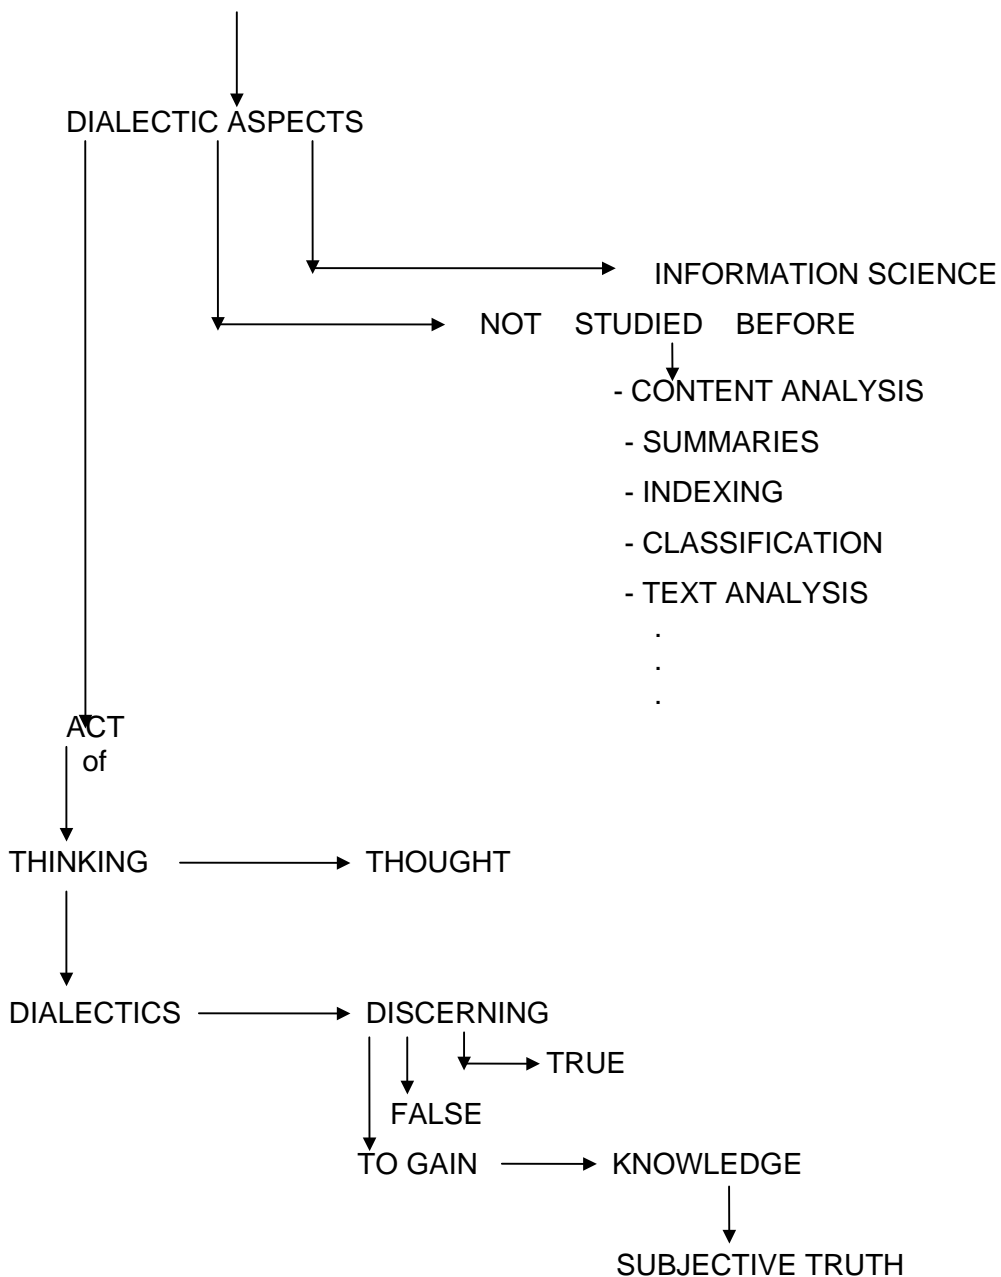 DIALECTIC ASPECTS
INFORMATION SCIENCE
NOT STUDIED BEFORE
- CONTENT ANALYSIS
- SUMMARIES
- INDEXING
- CLASSIFICATION
- TEXT ANALYSIS
.
.
.
ACT
of
THINKING THOUGHT
DIALECTICS DISCERNING
TRUE
FALSE
TO GAIN KNOWLEDGE
SUBJECTIVE TRUTH